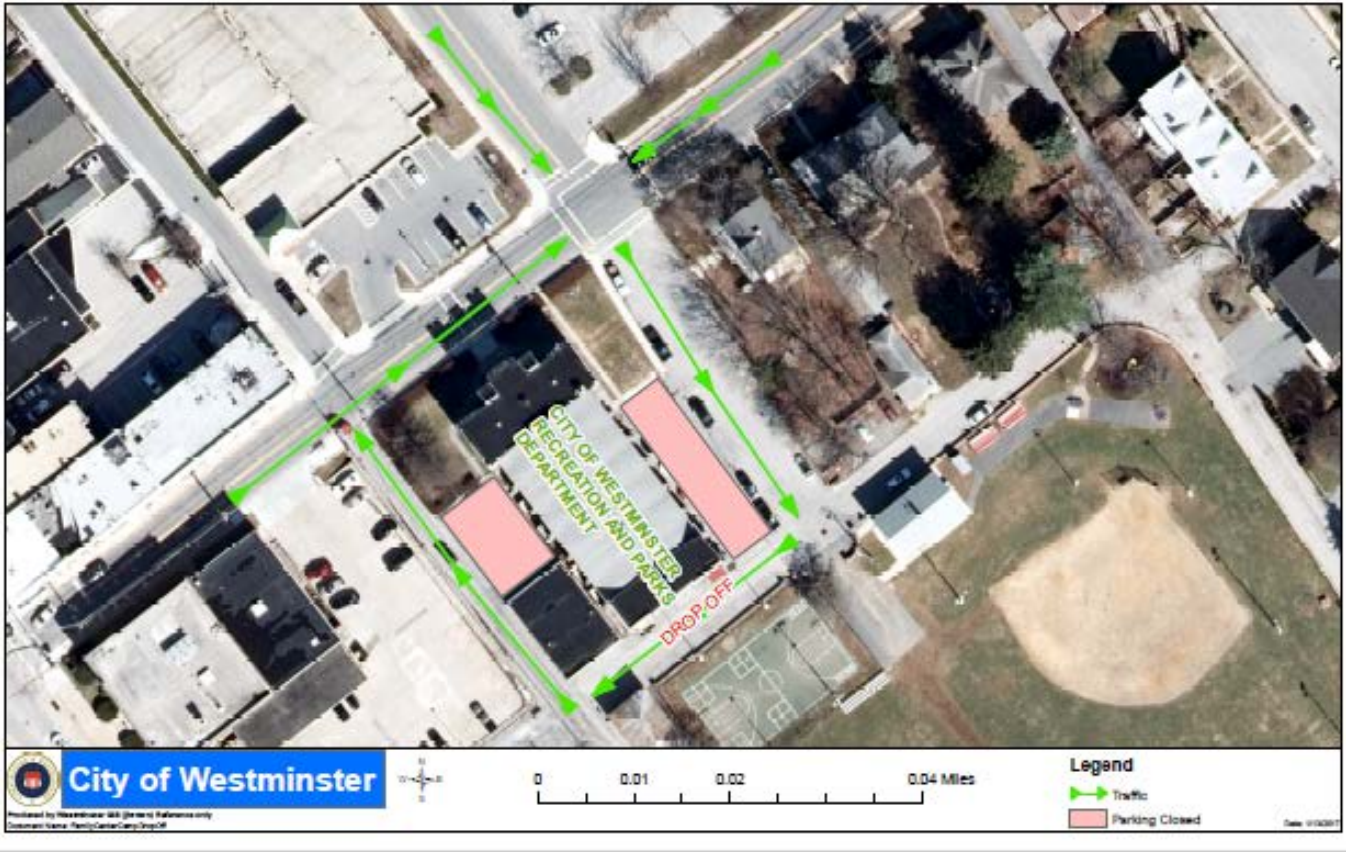 CITY OF WESTMINSTER
RECREATION AND PARKS
DEPARTMENT
DROP OFF
City of Westminster
N
W
E
S
0
0.01
0.02
0.04 Miles
Legend
Traffic
Parking Closed